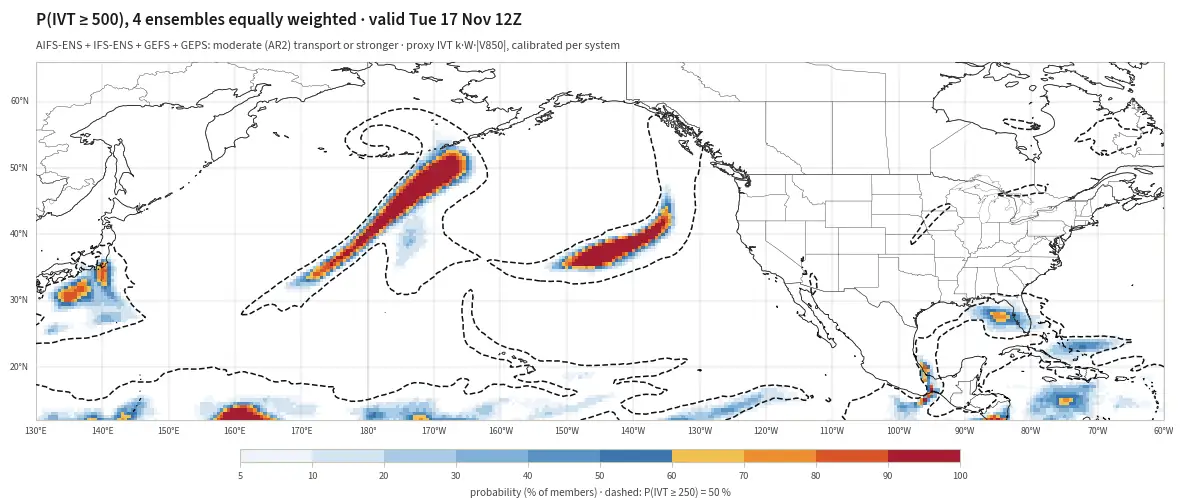 P(IVT ≥ 500), 4 ensembles equally weighted · valid Tue 17 Nov 12Z
AIFS-ENS + IFS-ENS + GEFS + GEPS: moderate (AR2) transport or stronger · proxy IVT k·W·|V850|, calibrated per system
60°N
50°N
40°N
30°N
20°N
130°E 140°E 150°E 160°E 170°E 180° 170°W 160°W 150°W 140°W 130°W 120°W 110°W 100°W 90°W 80°W 70°W 60°W
5 10 20 30 40 50 60 70 80 90 100
probability (% of members) · dashed: P(IVT ≥ 250) = 50 %